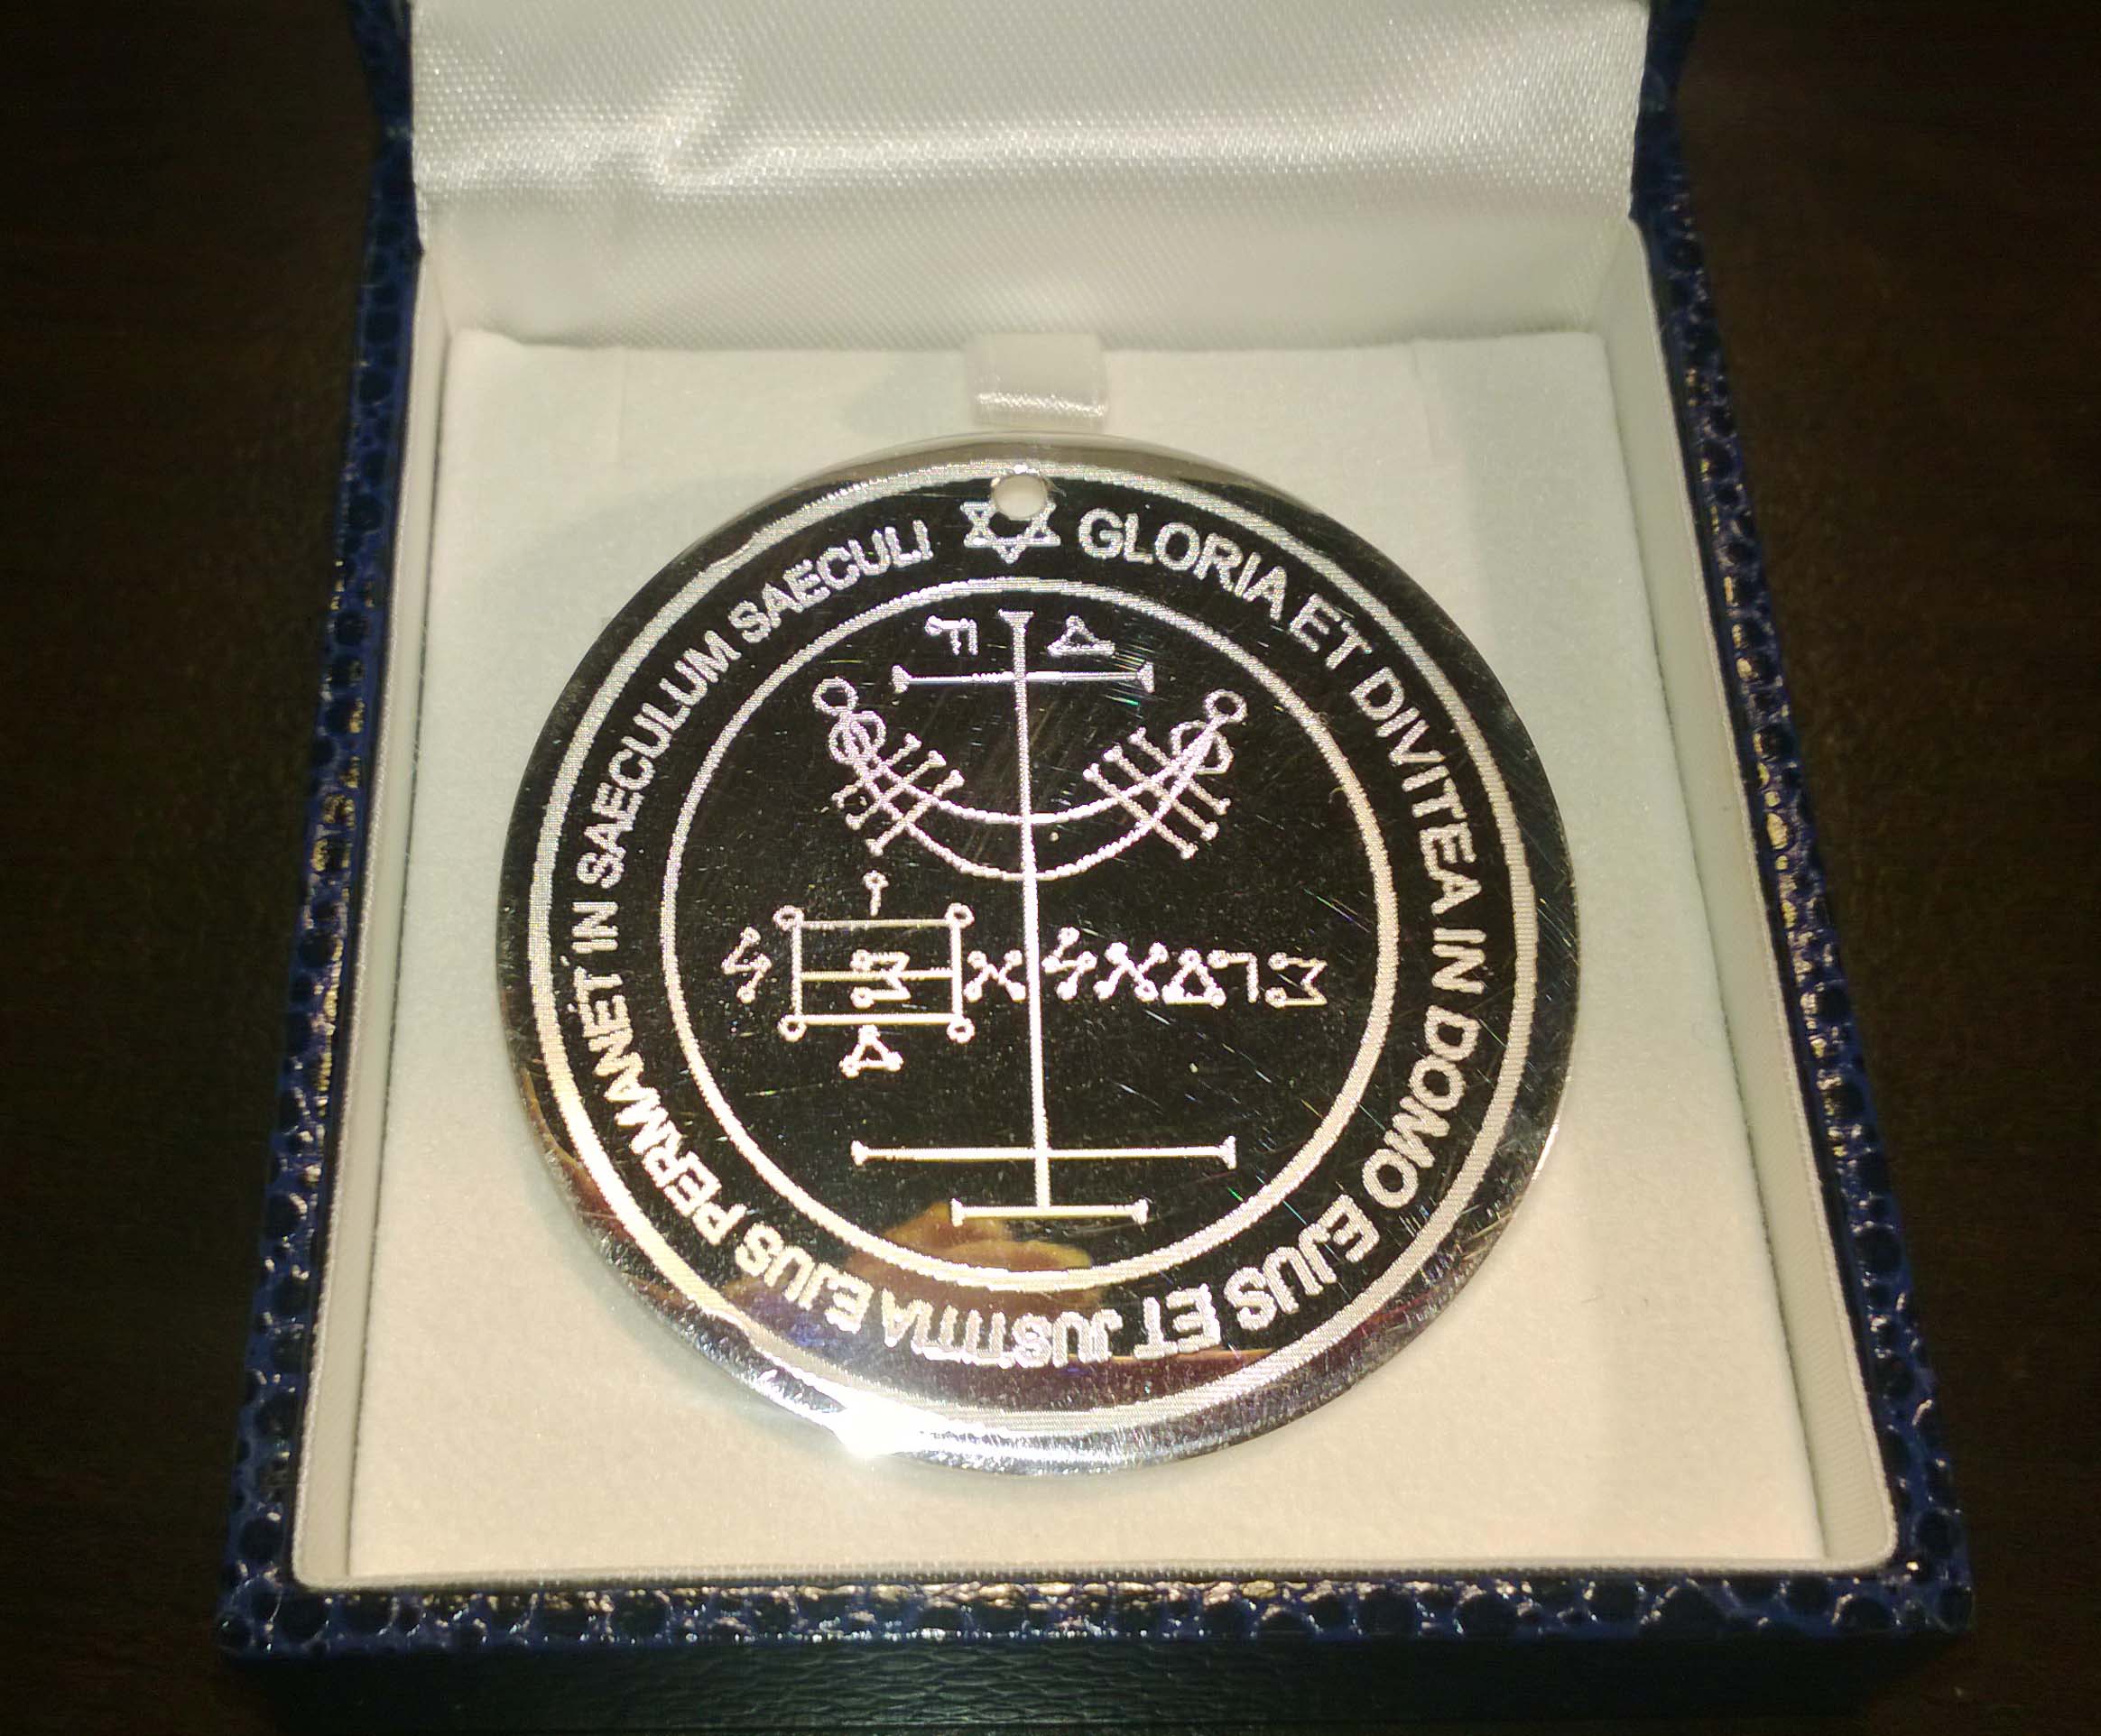 GLORIA ET DIVITEA IN DOMO EJUS ET JUSTITIA EJUS PERMANET IN SAECULUM SAECULI